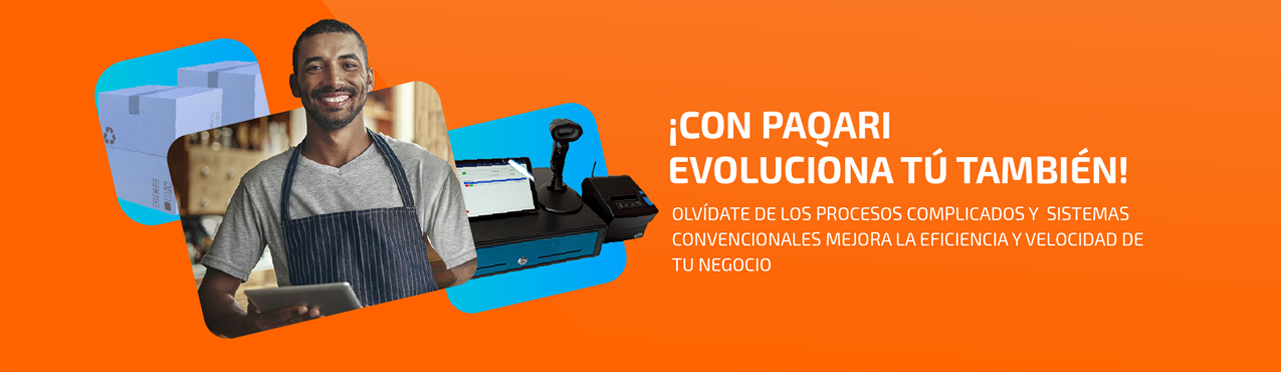 ¡CON PAQARI
EVOLUCIONA TÚ TAMBIÉN!
OLVÍDATE DE LOS PROCESOS COMPLICADOS Y SISTEMAS
CONVENCIONALES MEJORA LA EFICIENCIA Y VELOCIDAD DE
TU NEGOCIO